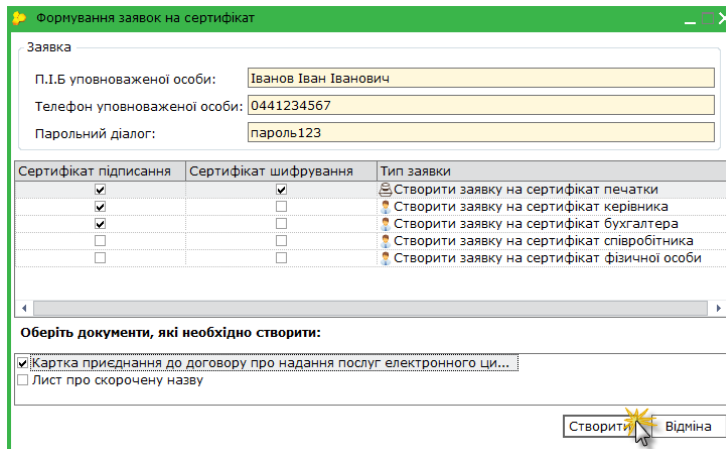 Формування заявок на сертифікат
Заявка
П.І.Б уповноваженої особи: Іванов Іван Іванович
Телефон уповноваженої особи: 0441234567
Парольний діалог: пароль123
Сертифікат підписання Сертифікат шифрування Тип заявки
Створити заявку на сертифікат печатки
Створити заявку на сертифікат керівника
Створити заявку на сертифікат бухгалтера
Створити заявку на сертифікат співробітника
Створити заявку на сертифікат фізичної особи
Оберіть документи, які необхідно створити:
Картка приєднання до договору про надання послуг електронного ци...
Лист про скорочену назву
Створити Відміна